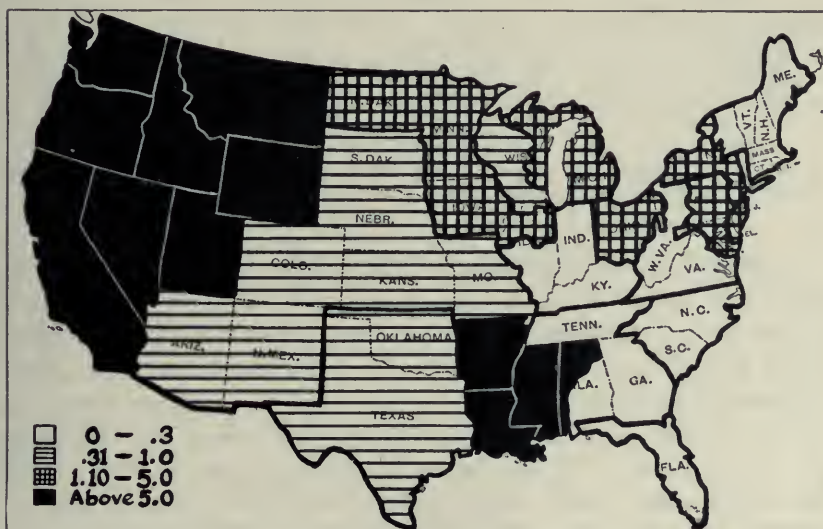 ME.
VT.
N.H.
MASS
S. DAK.
WIS
NEBR.
IND.
COLO.
KANS.
MO.
KY.
W.VA.
VA.
ARIZ.
N.MEX.
OKLAHOMA
TENN.
N.C.
S.C.
TEXAS
LA.
GA.
FLA.
0 — .3
.31 — 1.0
1.10 — 5.0
Above 5.0